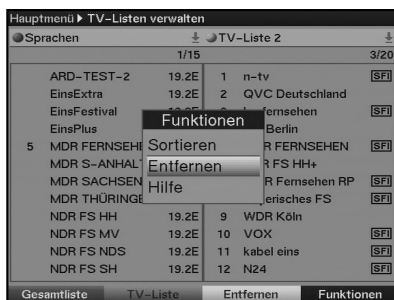 Hauptmenü ▸ TV-Listen verwalten
Sprachen TV-Liste 2
1/15 3/20
ARD-TEST-2 19.2E 1 n-tv SFI
EinsExtra 19.2E 2 QVC Deutschland
EinsFestival fernsehen SFI
EinsPlus Berlin
Funktionen
Sortieren
Entfernen
Hilfe
5 MDR FERNSEHE FERNSEHEN SFI
MDR S-ANHAL FS HH+
MDR SACHSEN Fernsehen RP SFI
MDR THÜRING erisches FS SFI
NDR FS HH 19.2E 9 WDR Köln
NDR FS MV 19.2E 10 VOX SFI
NDR FS NDS 19.2E 11 kabel eins SFI
NDR FS SH 19.2E 12 N24 SFI
Gesamtliste TV-Liste Entfernen Funktionen